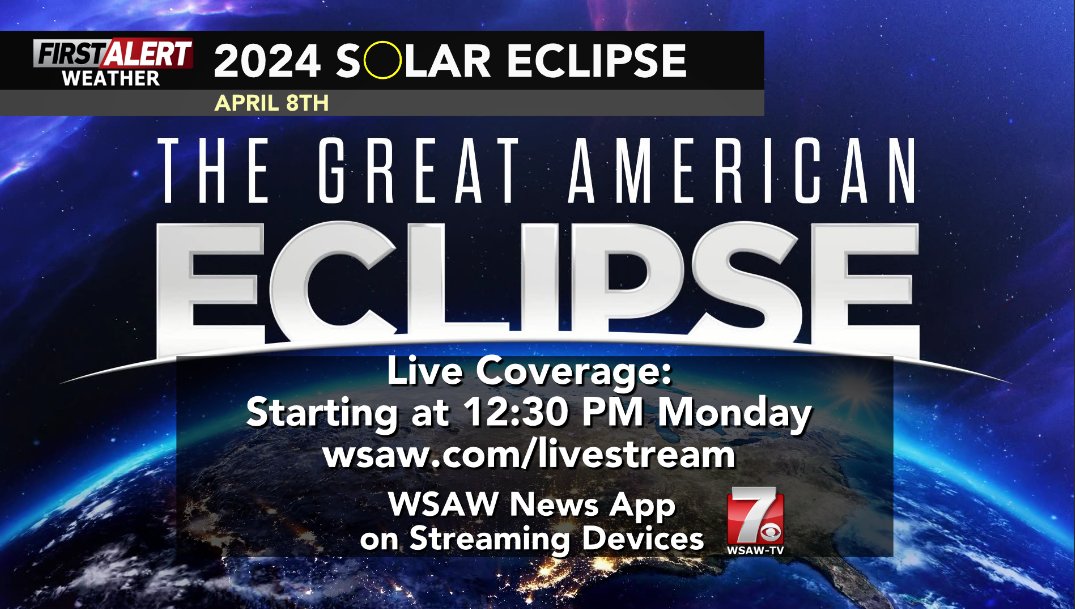 FIRST ALERT
WEATHER
2024 SOLAR ECLIPSE
APRIL 8TH
THE GREAT AMERICAN
ECLIPSE
Live Coverage:
Starting at 12:30 PM Monday
wsaw.com/livestream
WSAW News App
on Streaming Devices
7
WSAW-TV